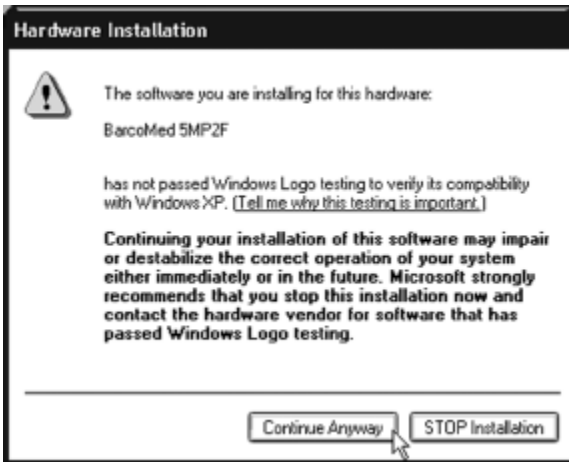 Hardware Installation
The software you are installing for this hardware:
BarcoMed 5MP2F
has not passed Windows Logo testing to verify its compatibility
with Windows XP. (Tell me why this testing is important.)
Continuing your installation of this software may impair
or destabilize the correct operation of your system
either immediately or in the future. Microsoft strongly
recommends that you stop this installation now and
contact the hardware vendor for software that has
passed Windows Logo testing.
Continue Anyway STOP Installation